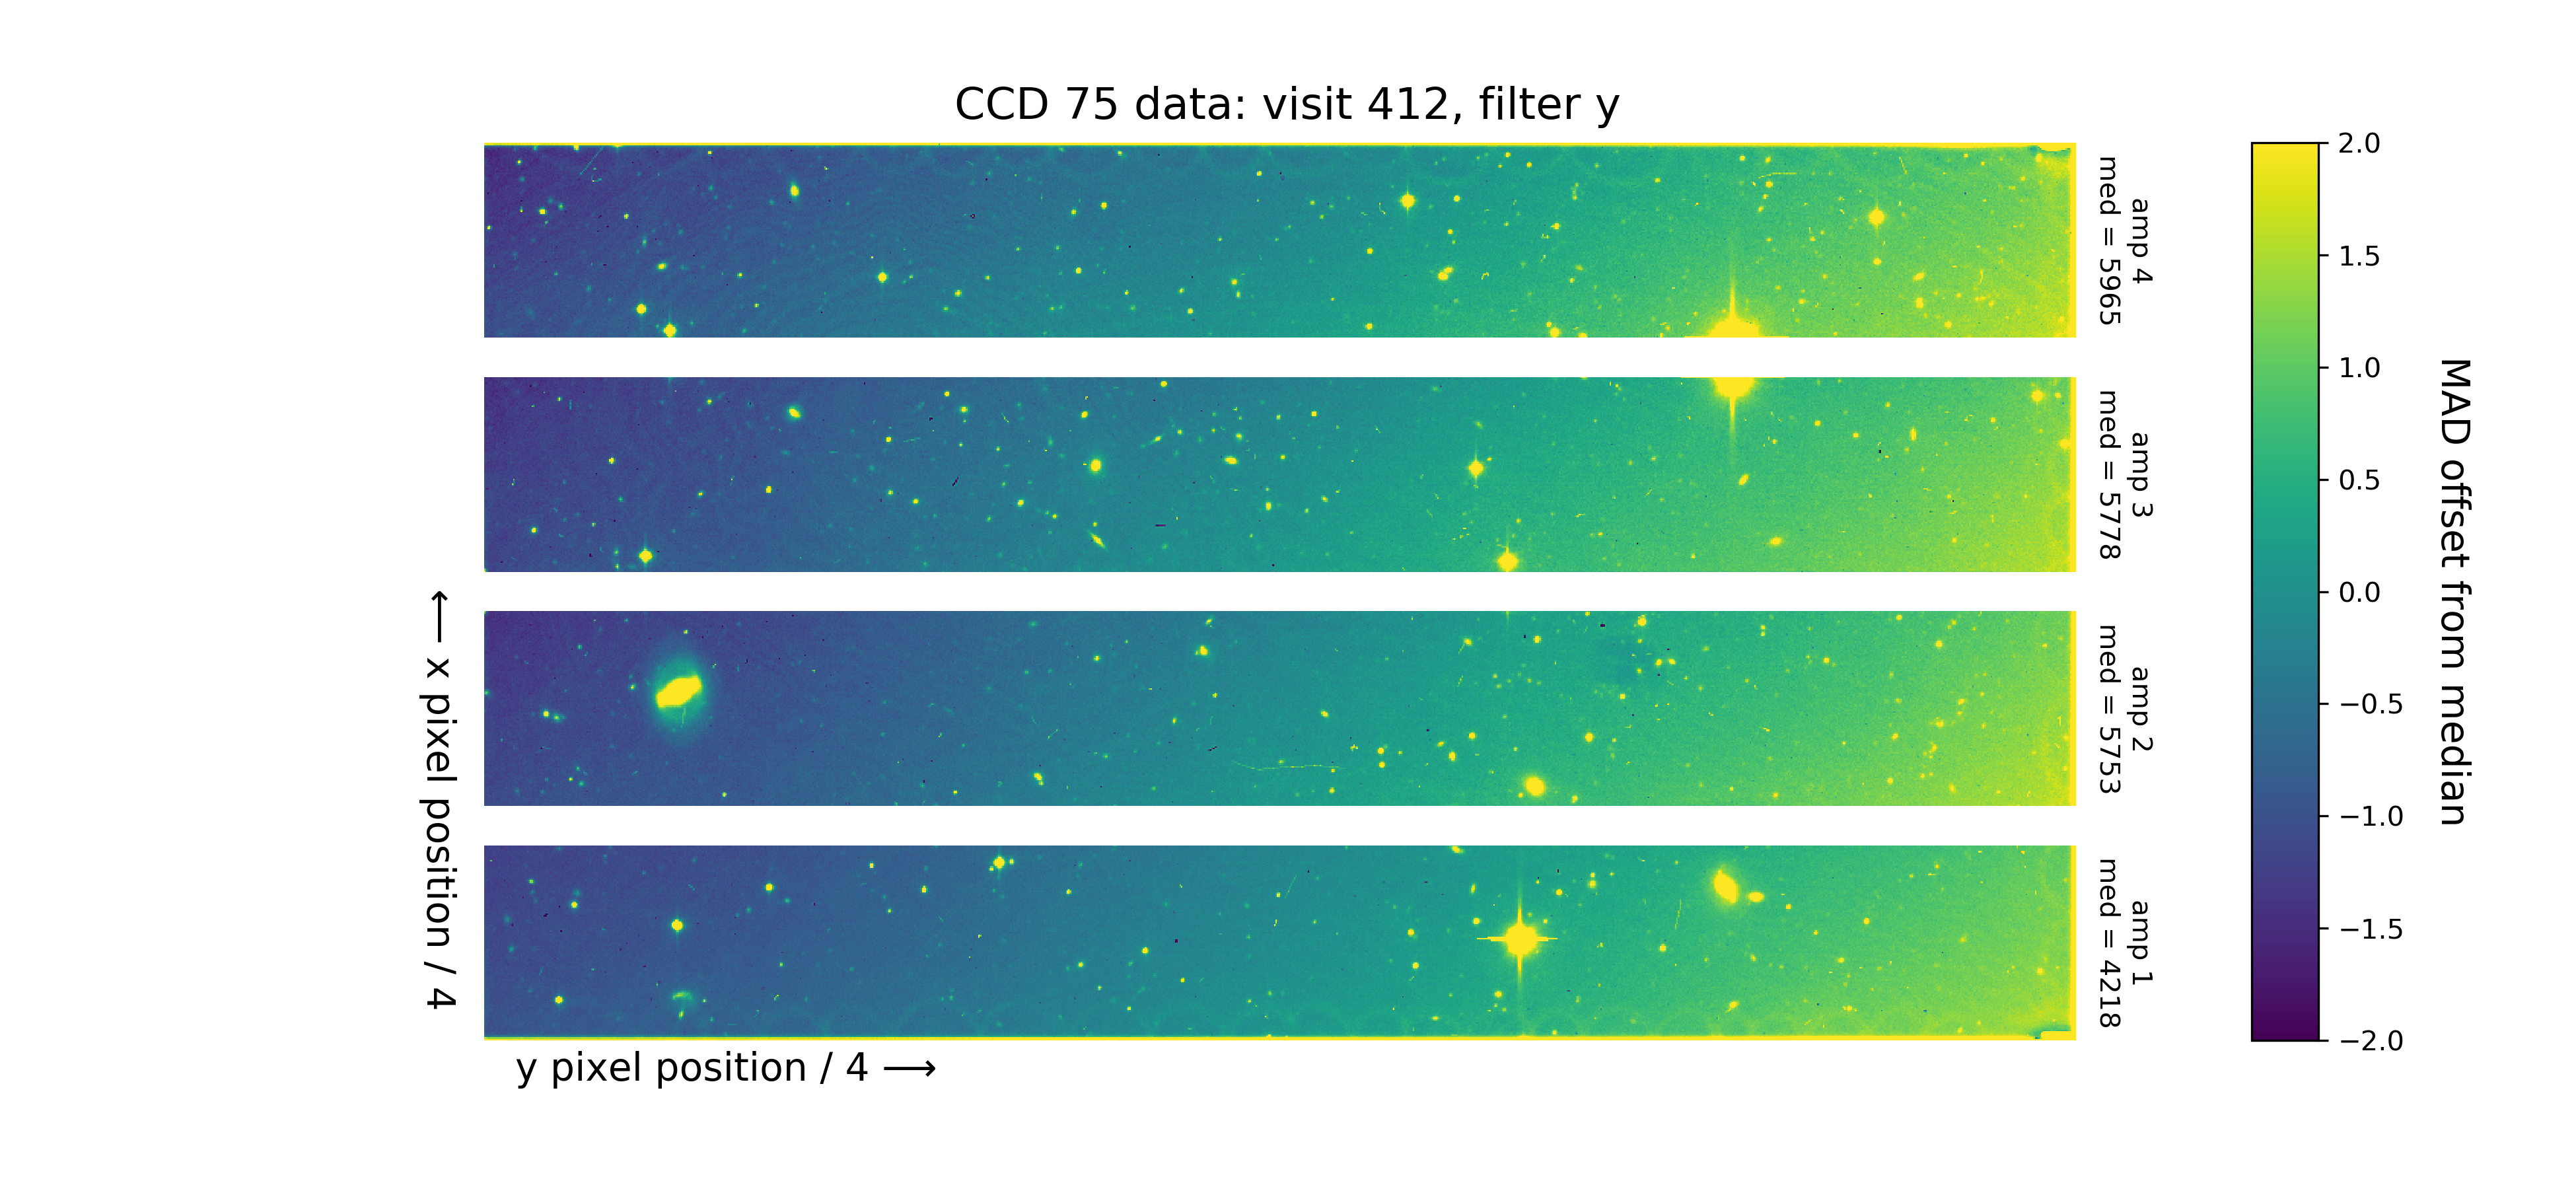 CCD 75 data: visit 412, filter y
amp 4
med = 5965
amp 3
med = 5778
amp 2
med = 5753
amp 1
med = 4218
⟵ x pixel position / 4
y pixel position / 4 ⟶
2.0
1.5
1.0
0.5
0.0
−0.5
−1.0
−1.5
−2.0
MAD offset from median